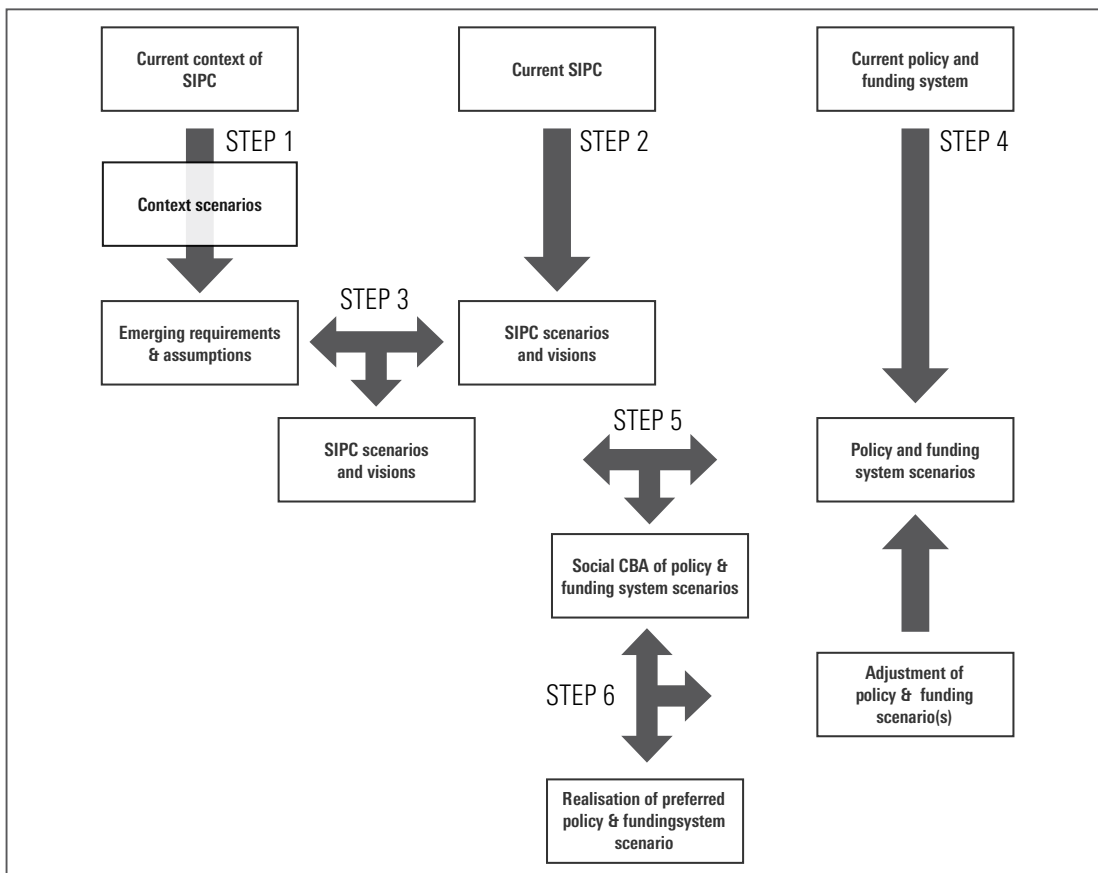 Current context of
SIPC
Current SIPC
Current policy and
funding system
STEP 1
STEP 2
STEP 4
Context scenarios
STEP 3
Emerging requirements
& assumptions
SIPC scenarios
and visions
STEP 5
SIPC scenarios
and visions
Policy and funding
system scenarios
Social CBA of policy &
funding system scenarios
STEP 6
Adjustment of
policy & funding
scenario(s)
Realisation of preferred
policy & fundingsystem
scenario